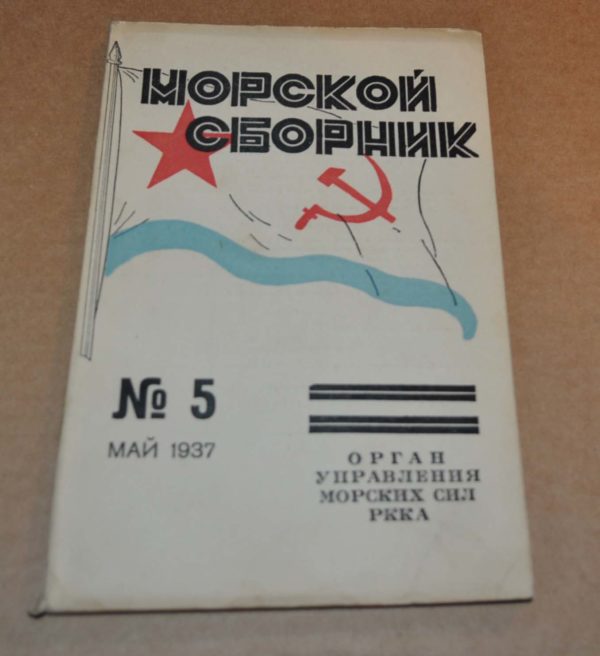 МОРСКОЙ
СБОРНИК
№ 5
МАЙ 1937
ОРГАН
УПРАВЛЕНИЯ
МОРСКИХ СИЛ
РККА